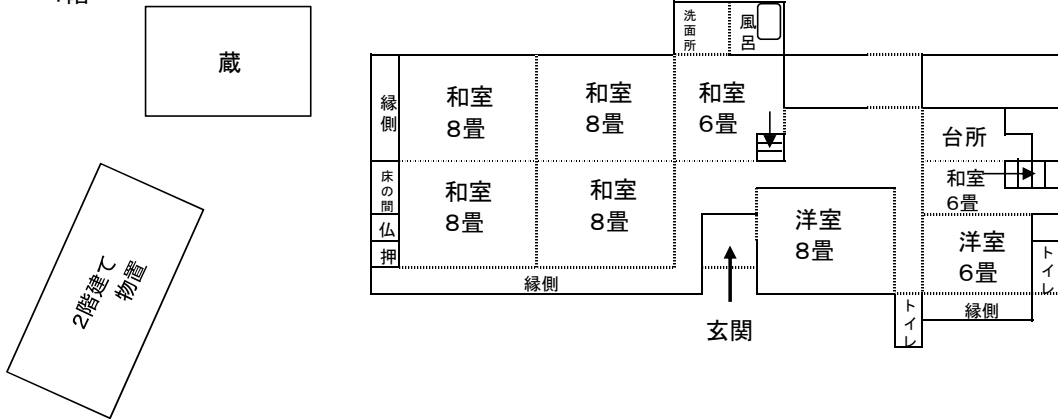 蔵
2階建て
物置
洗面所
風呂
縁側
和室
8畳
和室
8畳
和室
6畳
床の間
仏
押
和室
8畳
和室
8畳
縁側
玄関
洋室
8畳
トイレ
台所
和室
6畳
洋室
6畳
トイレ
縁側